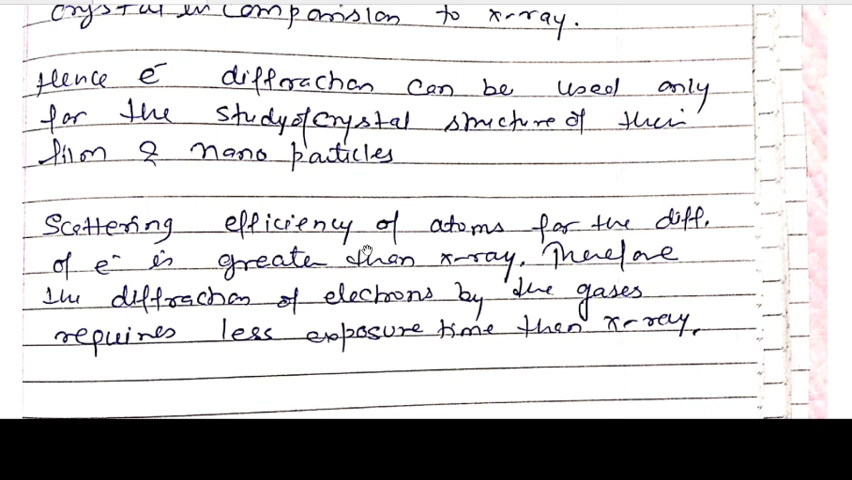 crystal in comparision to x-ray.
Hence e⁻ diffraction can be used only
for the study of crystal structure of their
film & nano particles
Scattering efficiency of atoms for the diff.
of e⁻ is greater than x-ray. Therefore
the diffraction of electrons by the gases
requires less exposure time than x-ray.